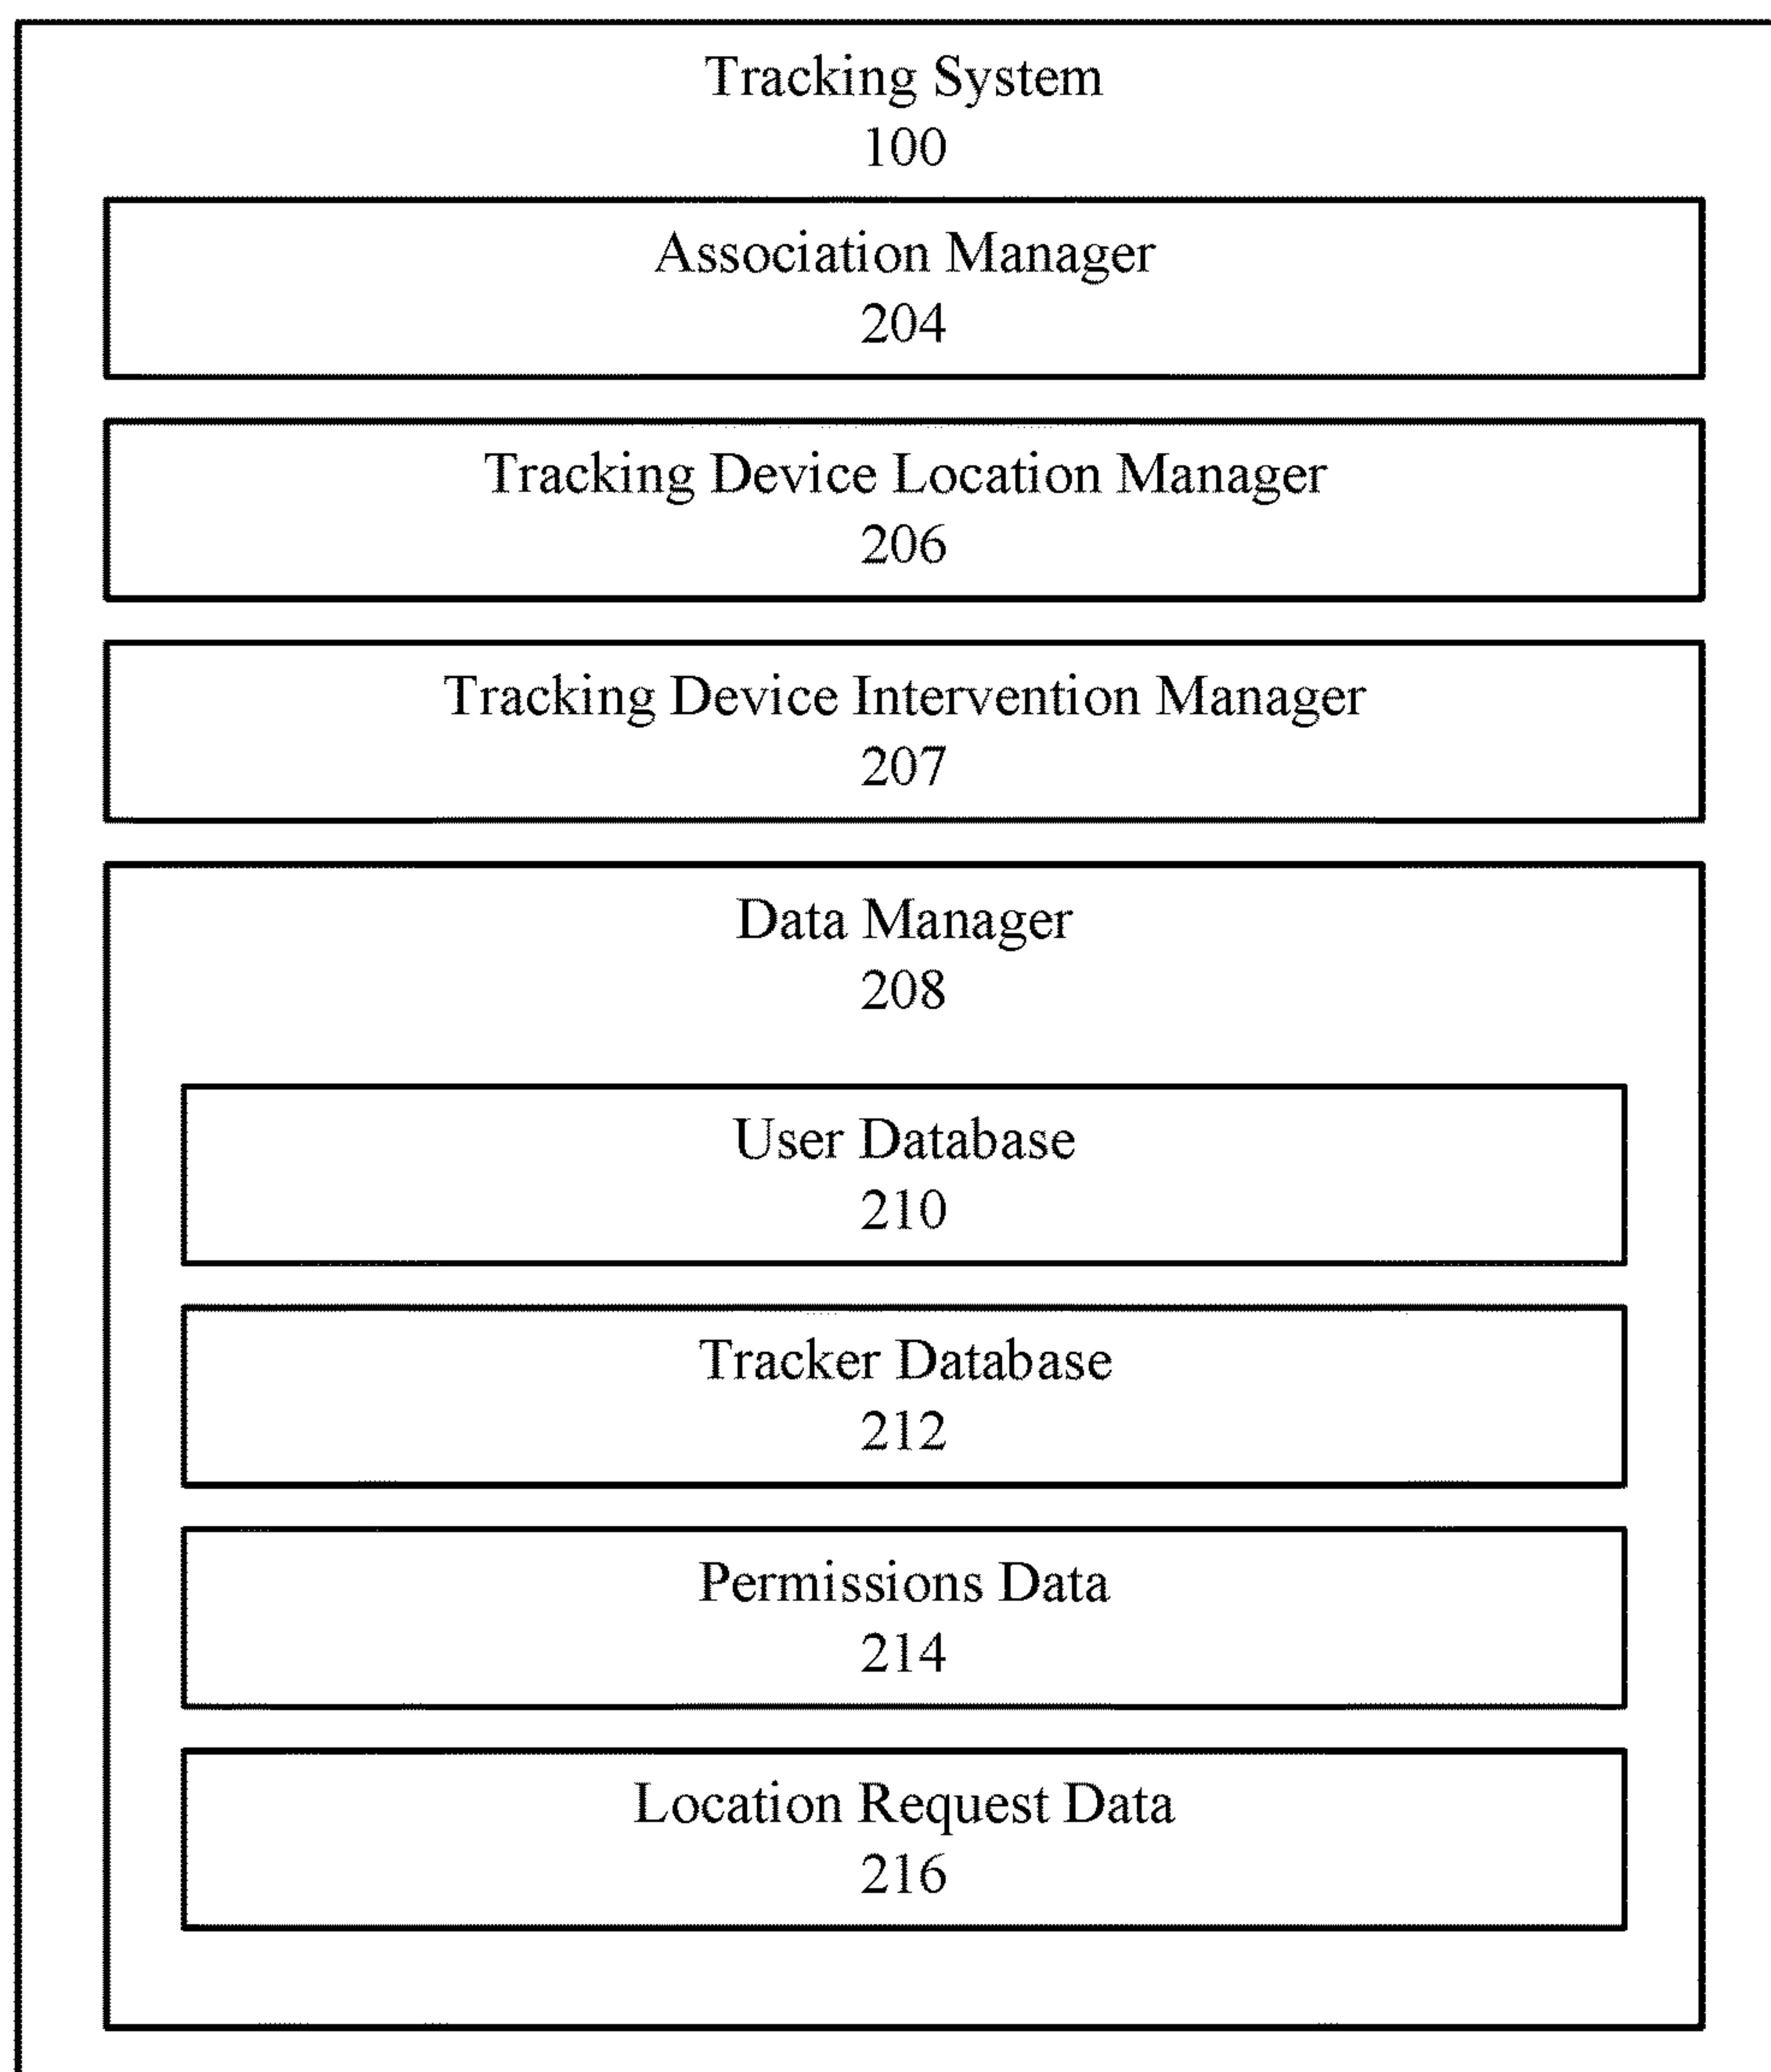 Tracking System
100
Association Manager
204
Tracking Device Location Manager
206
Tracking Device Intervention Manager
207
Data Manager
208
User Database
210
Tracker Database
212
Permissions Data
214
Location Request Data
216